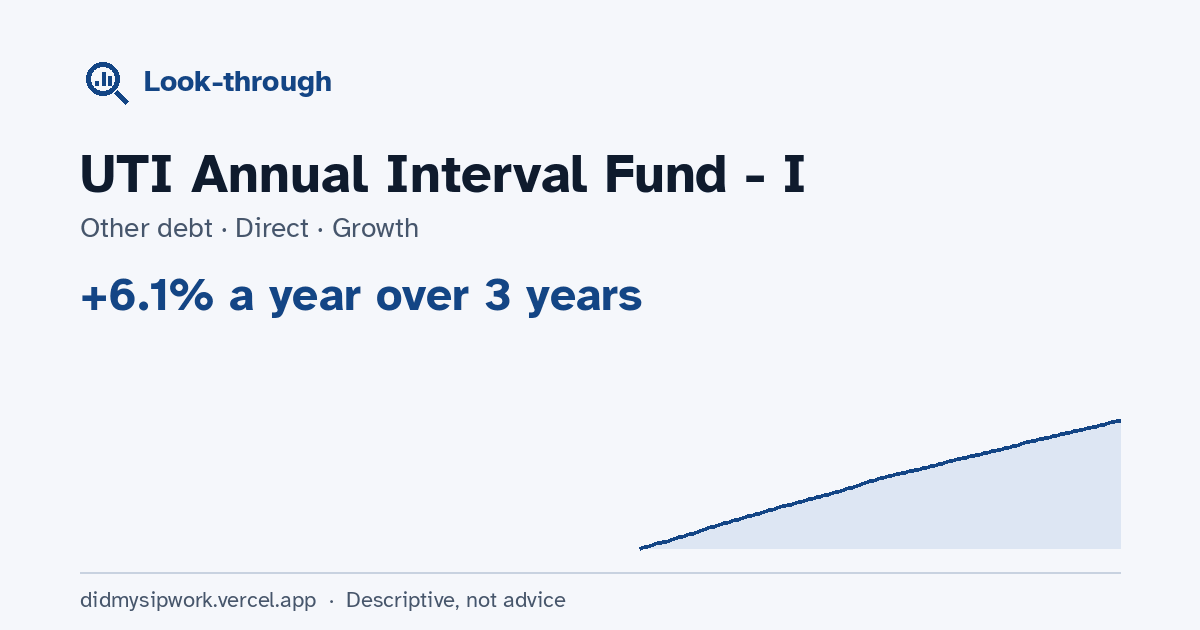 Look-through
UTI Annual Interval Fund - I
Other debt · Direct · Growth
+6.1% a year over 3 years
didmysipwork.vercel.app · Descriptive, not advice